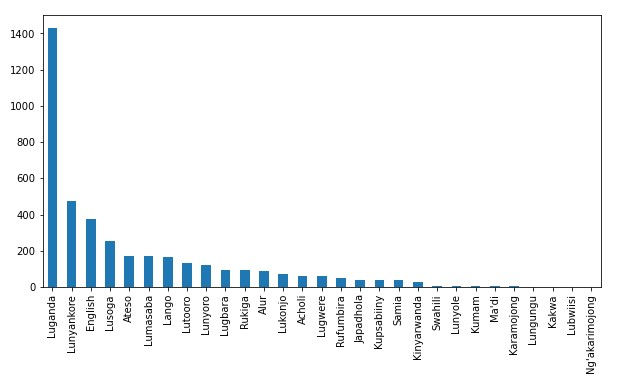 1400
1200
1000
800
600
400
200
0
Luganda
Lunyankore
English
Lusoga
Ateso
Lumasaba
Lango
Lutooro
Lunyoro
Lugbara
Rukiga
Alur
Lukonjo
Acholi
Lugwere
Rufumbira
Japadhola
Kupsabiiny
Samia
Kinyarwanda
Swahili
Lunyole
Kumam
Ma'di
Karamojong
Lungungu
Kakwa
Lubwiisi
Ng'akarimojong